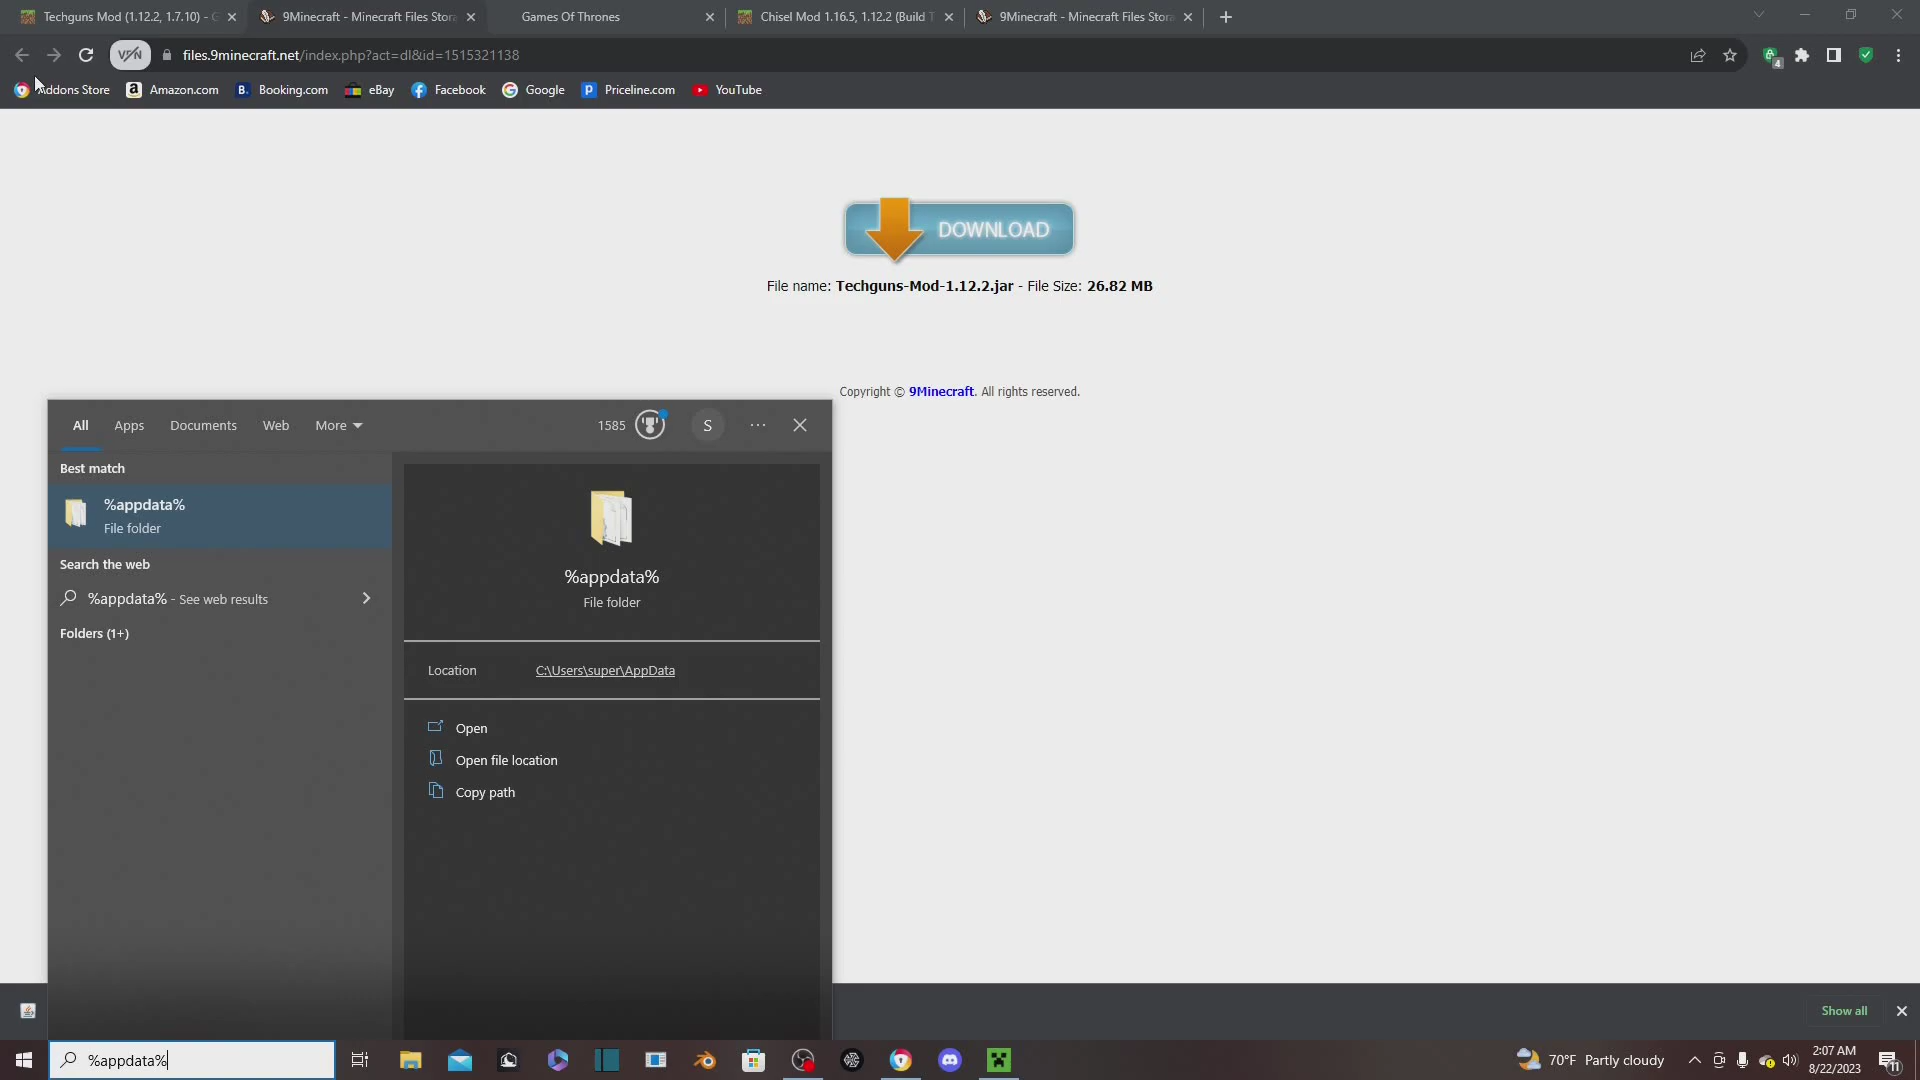 Techguns Mod (1.12.2, 1.7.10) - G
9Minecraft - Minecraft Files Stora
Games Of Thrones
Chisel Mod 1.16.5, 1.12.2 (Build T
9Minecraft - Minecraft Files Stora
VPN
files.9minecraft.net/index.php?act=dl&id=1515321138
4
Addons Store
Amazon.com
Booking.com
eBay
Facebook
Google
Priceline.com
YouTube
DOWNLOAD
File name: Techguns-Mod-1.12.2.jar - File Size: 26.82 MB
Copyright © 9Minecraft. All rights reserved.
All
Apps
Documents
Web
More
1585
S
Best match
%appdata%
File folder
Search the web
%appdata% - See web results
Folders (1+)
%appdata%
File folder
Location
C:\Users\super\AppData
Open
Open file location
Copy path
Show all
%appdata%
70°F Partly cloudy
2:07 AM
8/22/2023
11